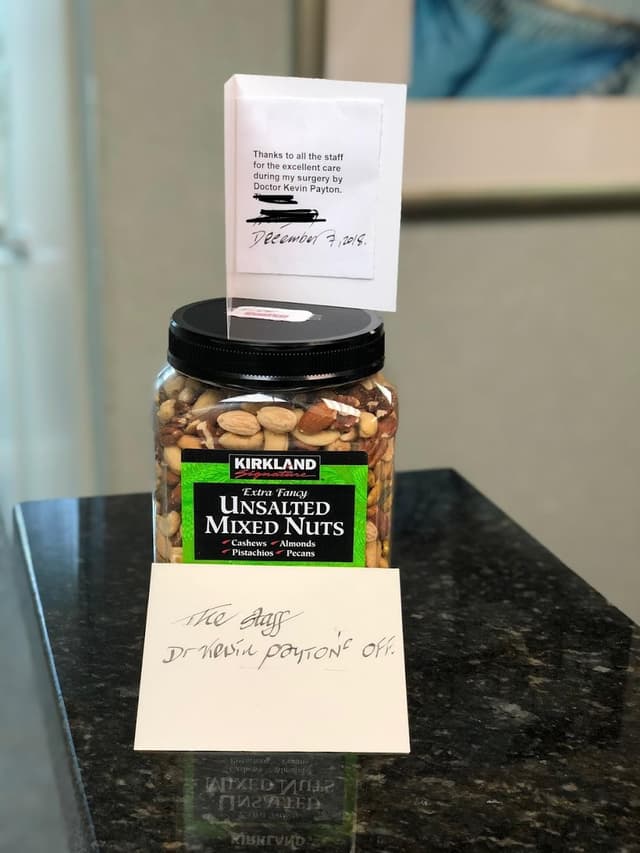 Thanks to all the staff
for the excellent care
during my surgery by
Doctor Kevin Payton.
December 7, 2018.
KIRKLAND
Signature
Extra Fancy
UNSALTED
MIXED NUTS
Cashews Almonds
Pistachios Pecans
The Staff
Dr Kevin PAYTON's OFF.